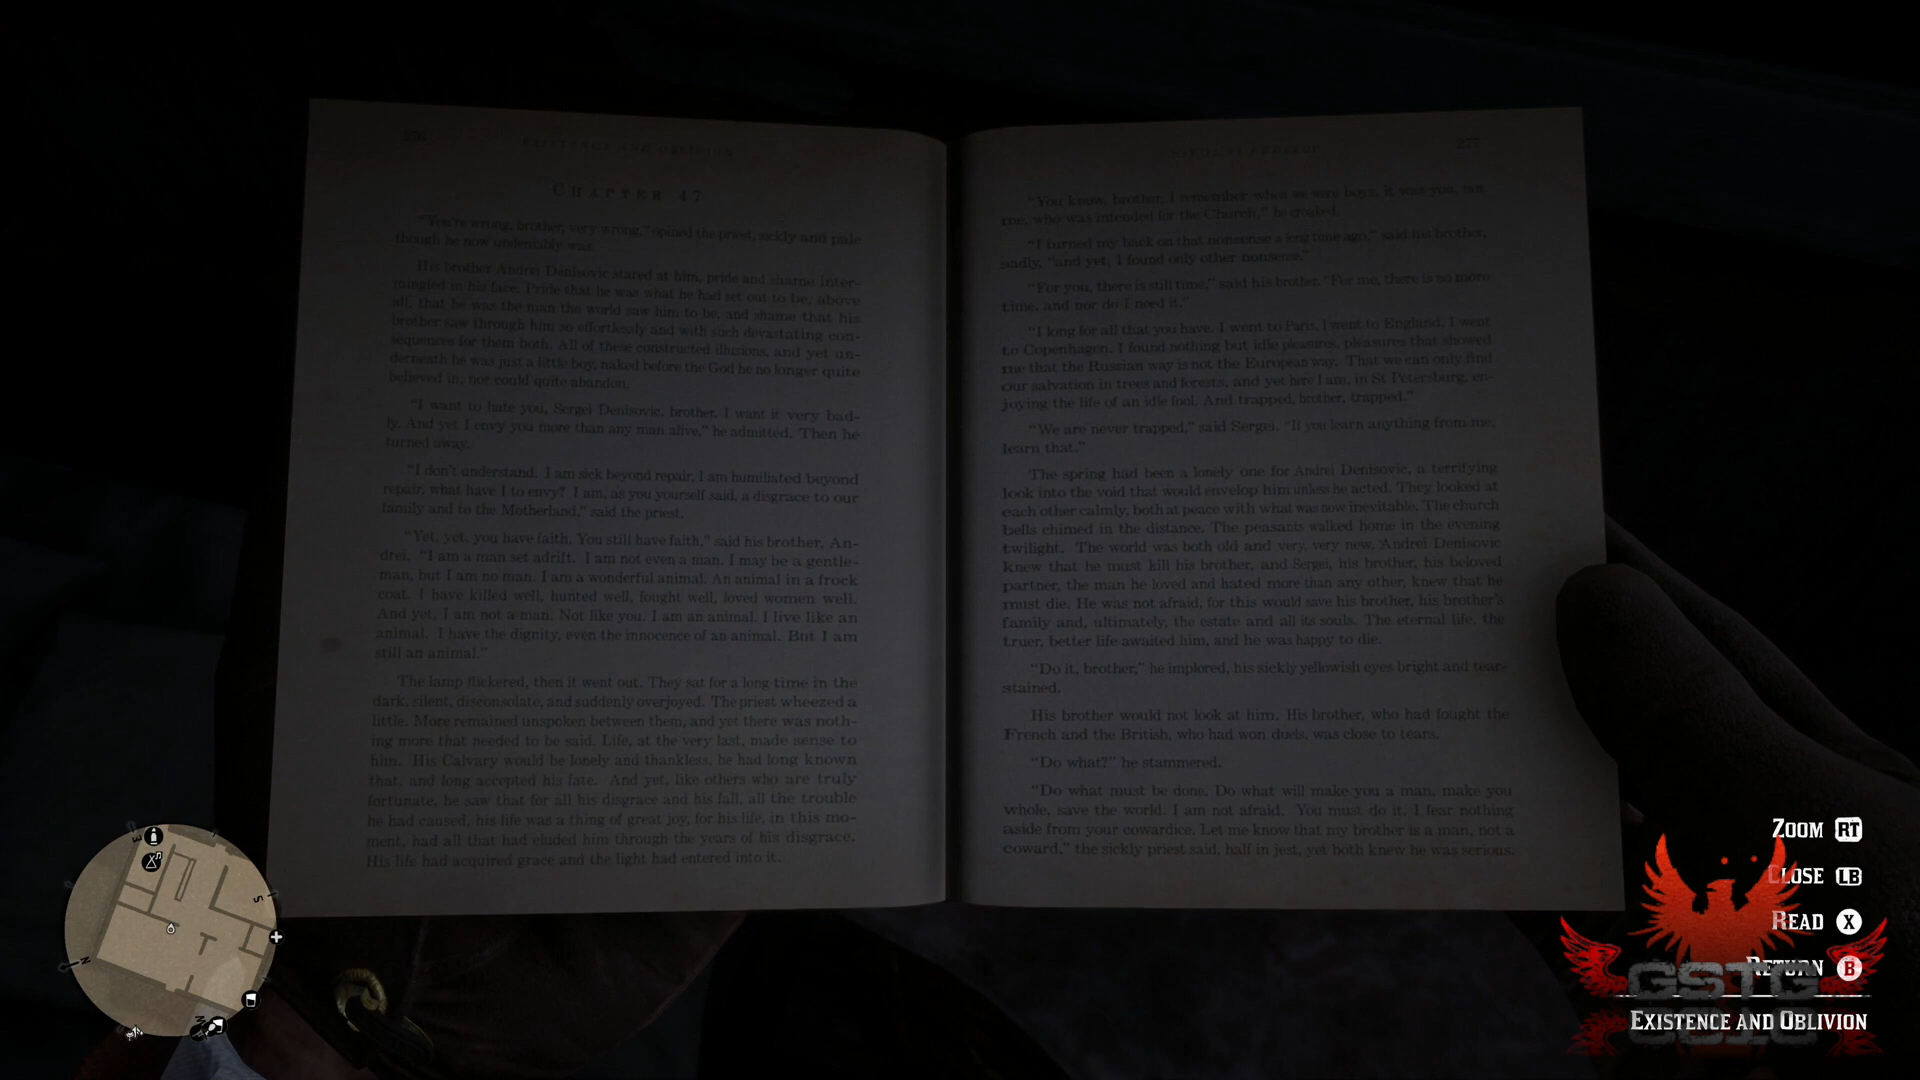 276
EXISTENCE AND OBLIVION
CHAPTER 47
"You're wrong, brother, very wrong," opined the priest, sickly and pale
though he now undeniably was.
His brother Andrei Denisovic stared at him, pride and shame inter-
mingled in his face. Pride that he was what he had set out to be, above
all, that he was the man the world saw him to be, and shame that his
brother saw through him so effortlessly and with such devastating con-
sequences for them both. All of these constructed illusions, and yet un-
derneath he was just a little boy, naked before the God he no longer quite
believed in, nor could quite abandon.
"I want to hate you, Sergei Denisovic, brother. I want it very bad-
ly. And yet I envy you more than any man alive," he admitted. Then he
turned away.
"I don't understand. I am sick beyond repair, I am humiliated beyond
repair, what have I to envy? I am, as you yourself said, a disgrace to our
family and to the Motherland," said the priest.
"Yet, yet, you have faith. You still have faith," said his brother, An-
drei. "I am a man set adrift. I am not even a man. I may be a gentle-
man, but I am no man. I am a wonderful animal. An animal in a frock
coat. I have killed well, hunted well, fought well, loved women well.
And yet, I am not a man. Not like you. I am an animal. I live like an
animal. I have the dignity, even the innocence of an animal. But I am
still an animal."
The lamp flickered, then it went out. They sat for a long time in the
dark, silent, disconsolate, and suddenly overjoyed. The priest wheezed a
little. More remained unspoken between them, and yet there was noth-
ing more that needed to be said. Life, at the very last, made sense to
him. His Calvary would be lonely and thankless, he had long known
that, and long accepted his fate. And yet, like others who are truly
fortunate, he saw that for all his disgrace and his fall, all the trouble
he had caused, his life was a thing of great joy, for his life, in this mo-
ment, had all that had eluded him through the years of his disgrace.
His life had acquired grace and the light had entered into it.
277
"You know, brother, I remember when we were boys, it was you, not
me, who was intended for the Church," he croaked.
"I turned my back on that nonsense a long time ago," said his brother,
sadly, "and yet, I found only other nonsense."
"For you, there is still time," said his brother. "For me, there is no more
time, and nor do I need it."
"I long for all that you have. I went to Paris, I went to England, I went
to Copenhagen. I found nothing but idle pleasures, pleasures that showed
me that the Russian way is not the European way. That we can only find
our salvation in trees and forests, and yet here I am, in St Petersburg, en-
joying the life of an idle fool. And trapped, brother, trapped."
"We are never trapped," said Sergei. "If you learn anything from me,
learn that."
The spring had been a lonely one for Andrei Denisovic, a terrifying
look into the void that would envelop him unless he acted. They looked at
each other calmly, both at peace with what was now inevitable. The church
bells chimed in the distance. The peasants walked home in the evening
twilight. The world was both old and very, very new. Andrei Denisovic
knew that he must kill his brother, and Sergei, his brother, his beloved
partner, the man he loved and hated more than any other, knew that he
must die. He was not afraid, for this would save his brother, his brother's
family and, ultimately, the estate and all its souls. The eternal life, the
truer, better life awaited him, and he was happy to die.
"Do it, brother," he implored, his sickly yellowish eyes bright and tear-
stained.
His brother would not look at him. His brother, who had fought the
French and the British, who had won duels, was close to tears.
"Do what?" he stammered.
"Do what must be done. Do what will make you a man, make you
whole, save the world. I am not afraid. You must do it. I fear nothing
aside from your cowardice. Let me know that my brother is a man, not a
coward," the sickly priest said, half in jest, yet both knew he was serious.
ZOOM RT
CLOSE LB
READ X
RETURN B
GSTG
EXISTENCE AND OBLIVION
E
S
N
W